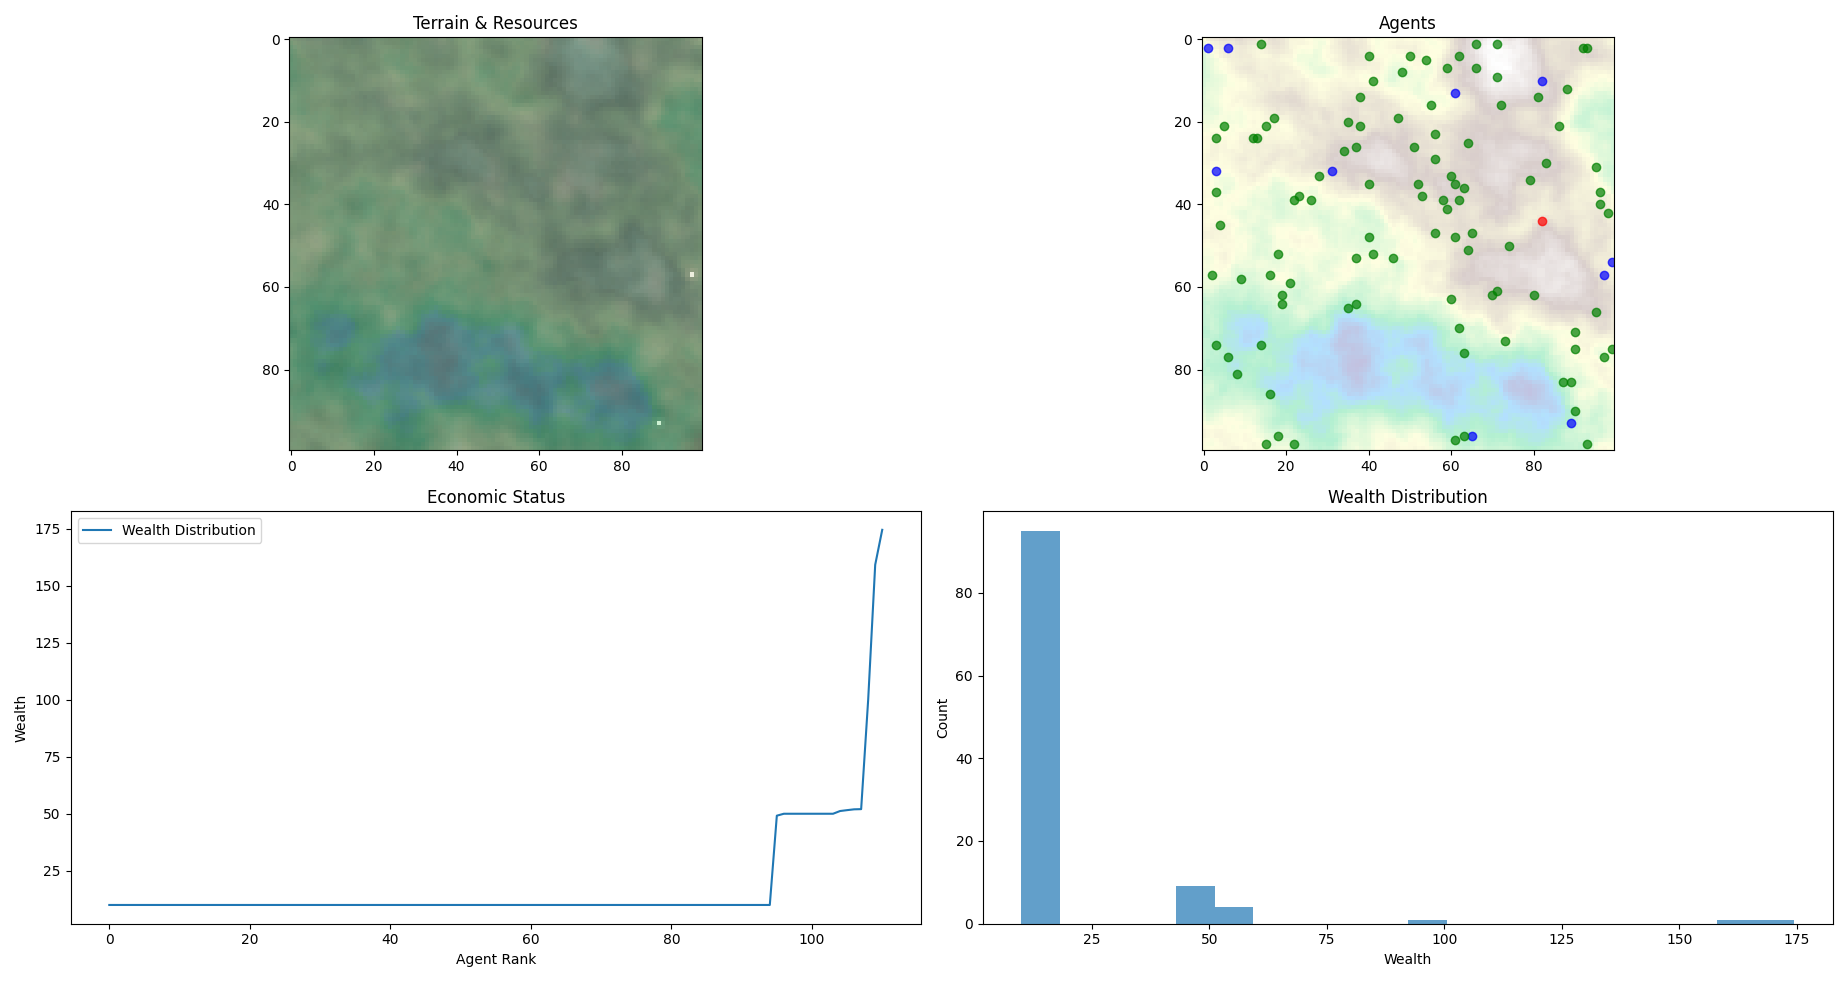 Terrain & Resources
0
20
40
60
80
0 20 40 60 80
Agents
0
20
40
60
80
0 20 40 60 80
Economic Status
Wealth Distribution
175
150
125
100
75
50
25
Wealth
0 20 40 60 80 100
Agent Rank
Wealth Distribution
80
60
40
20
0
Count
25 50 75 100 125 150 175
Wealth